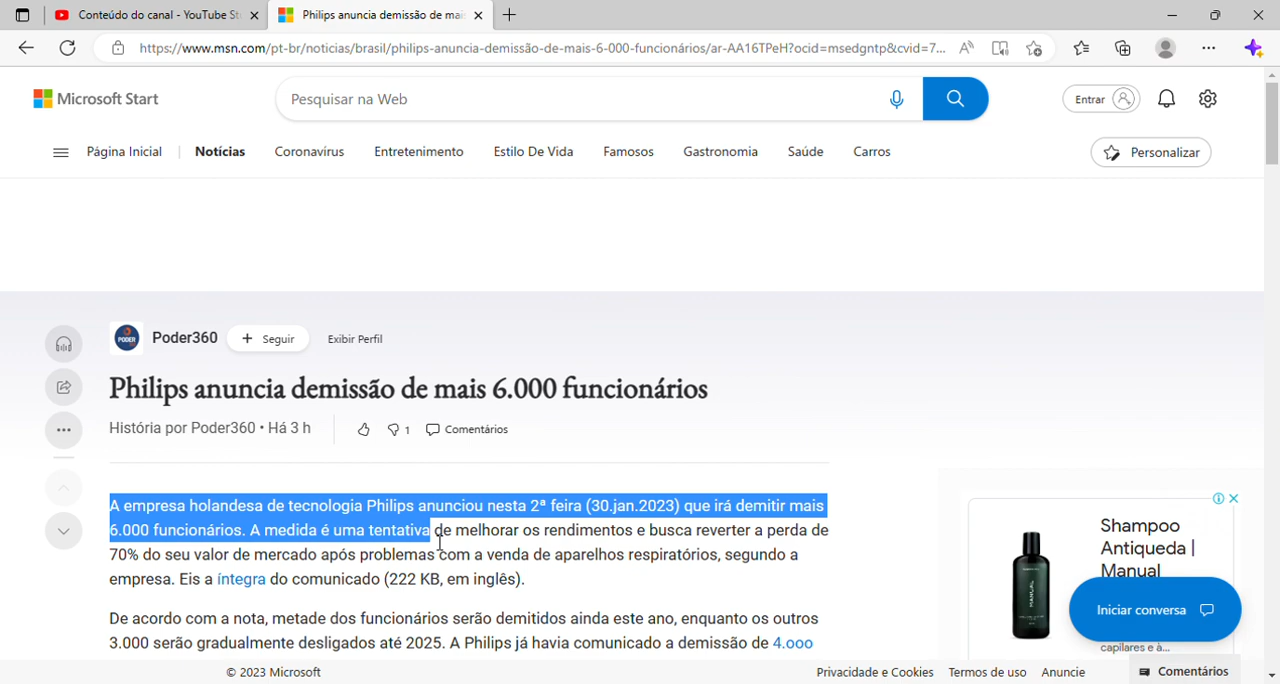 Conteúdo do canal - YouTube St
Philips anuncia demissão de mais
https://www.msn.com/pt-br/noticias/brasil/philips-anuncia-demissão-de-mais-6-000-funcionários/ar-AA16TPeH?ocid=msedgntp&cvid=7...
Microsoft Start
Pesquisar na Web
Entrar
Página Inicial
Notícias
Coronavírus
Entretenimento
Estilo De Vida
Famosos
Gastronomia
Saúde
Carros
Personalizar
PODER
Poder360
Seguir
Exibir Perfil
Philips anuncia demissão de mais 6.000 funcionários
História por Poder360 • Há 3 h
1
Comentários
A empresa holandesa de tecnologia Philips anunciou nesta 2ª feira (30.jan.2023) que irá demitir mais
6.000 funcionários. A medida é uma tentativa de melhorar os rendimentos e busca reverter a perda de
70% do seu valor de mercado após problemas com a venda de aparelhos respiratórios, segundo a
empresa. Eis a íntegra do comunicado (222 KB, em inglês).
De acordo com a nota, metade dos funcionários serão demitidos ainda este ano, enquanto os outros
3.000 serão gradualmente desligados até 2025. A Philips já havia comunicado a demissão de 4.ooo
Shampoo
Antiqueda |
Manual
MANUAL
Iniciar conversa
capilares e à...
© 2023 Microsoft
Privacidade e Cookies
Termos de uso
Anuncie
Comentários